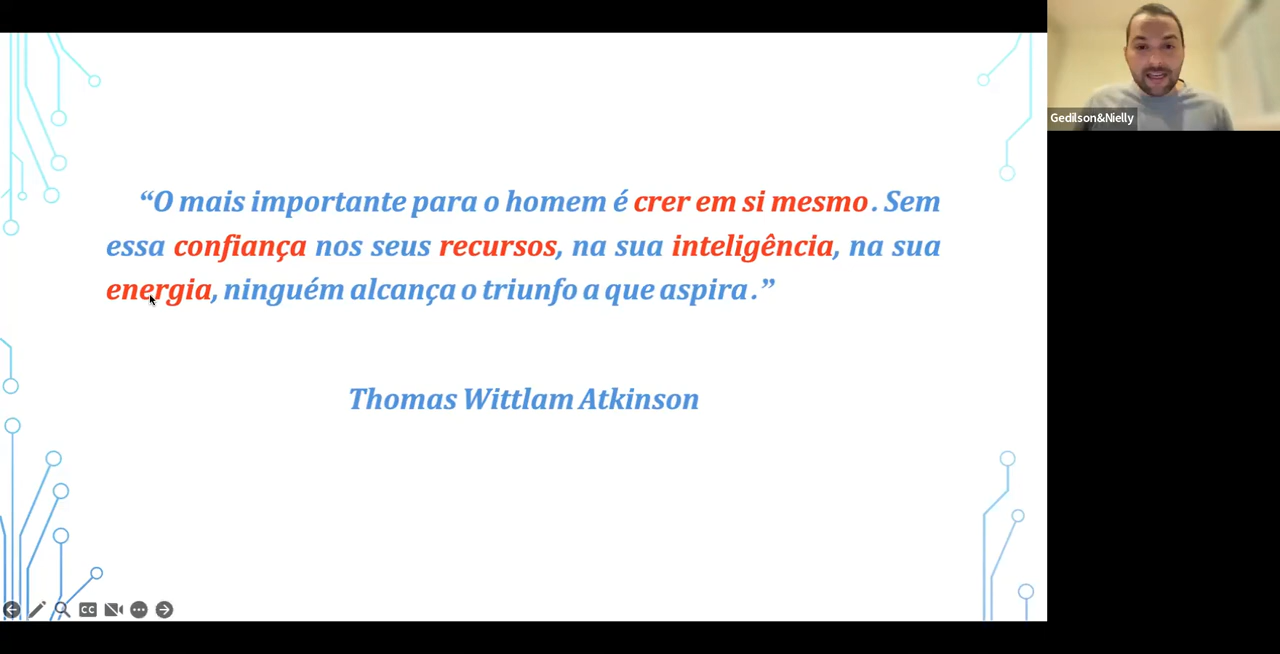 “O mais importante para o homem é crer em si mesmo. Sem
essa confiança nos seus recursos, na sua inteligência, na sua
energia, ninguém alcança o triunfo a que aspira.”
Thomas Wittlam Atkinson
Gedilson&Nielly
CC